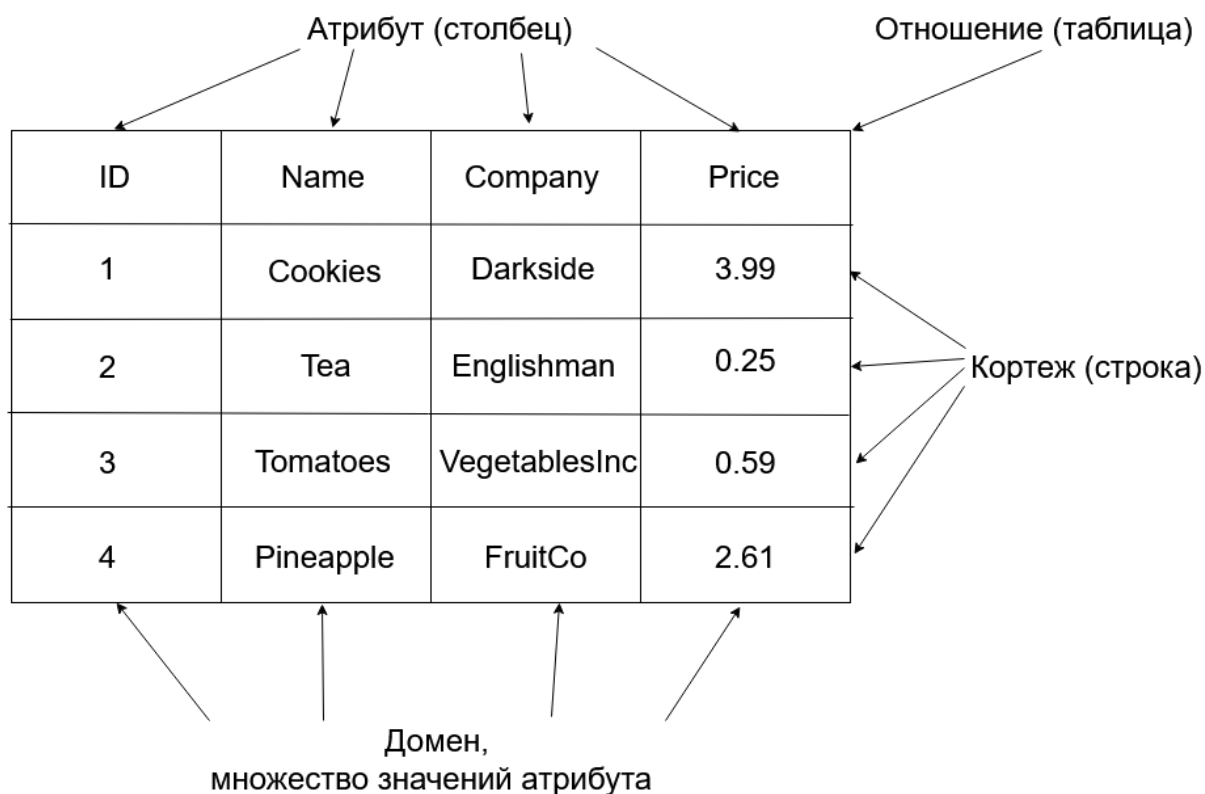 Атрибут (столбец)
Отношение (таблица)
ID Name Company Price
1 Cookies Darkside 3.99
2 Tea Englishman 0.25
Кортеж (строка)
3 Tomatoes VegetablesInc 0.59
4 Pineapple FruitCo 2.61
Домен,
множество значений атрибута